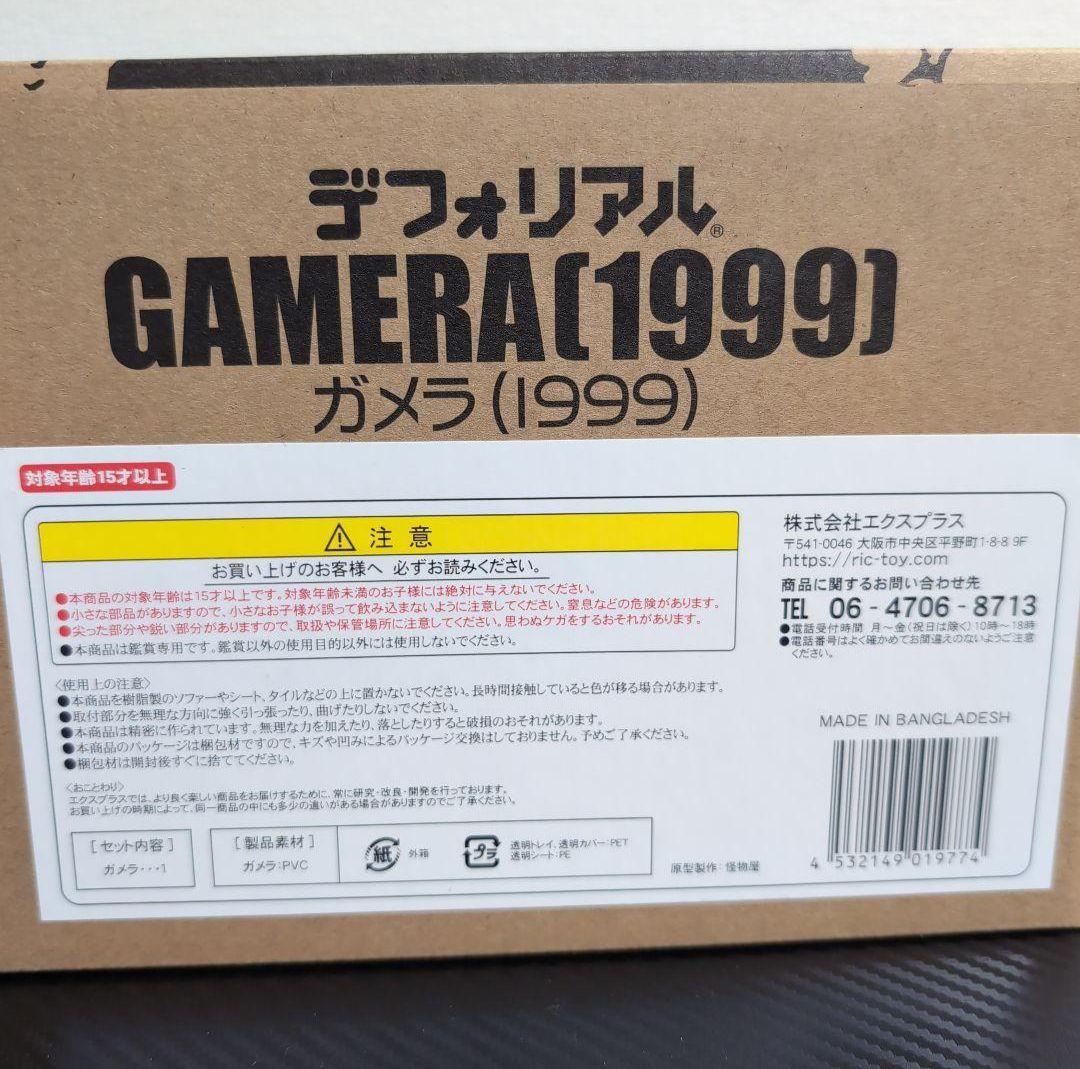 デフォリアル®
GAMERA(1999)
ガメラ(1999)
対象年齢15才以上
⚠ 注 意
お買い上げのお客様へ 必ずお読みください。
●本商品の対象年齢は15才以上です。対象年齢未満のお子様には絶対に与えないでください。
●小さな部品がありますので、小さなお子様が誤って飲み込まないように注意してください。窒息などの危険があります。
●尖った部分や鋭い部分がありますので、取扱や保管場所に注意してください。思わぬケガをするおそれがあります。
●本商品は鑑賞専用です。鑑賞以外の使用目的以外には使用しないでください。
〈使用上の注意〉
●本商品を樹脂製のソファーやシート、タイルなどの上に置かないでください。長時間接触していると色が移る場合があります。
●取付部分を無理な方向に強く引っ張ったり、曲げたりしないでください。
●本商品は精密に作られています。無理な力を加えたり、落としたりすると破損のおそれがあります。
●本商品のパッケージは梱包材ですので、キズや凹みによるパッケージ交換はしておりません。予めご了承ください。
●梱包材は開封後すぐに捨ててください。
〈おことわり〉
エクスプラスでは、より良く楽しい商品をお届けするために、常に研究・改良・開発を行っております。
お買い上げの時期によって、同一商品の中にも多少の違いがある場合がありますのでご了承ください。
[セット内容]
ガメラ・・・1
[製品素材]
ガメラ:PVC
紙 外箱
プラ
透明トレイ、透明カバー:PET
透明シート:PE
原型製作:怪物屋
株式会社エクスプラス
〒541-0046 大阪市中央区平野町1-8-8 9F
https://ric-toy.com
商品に関するお問い合わせ先
TEL 06-4706-8713
●電話受付時間 月〜金(祝日は除く)10時〜18時
●電話番号はよく確かめてお間違えのないようご注意
ください。
MADE IN BANGLADESH
4 532149 019774